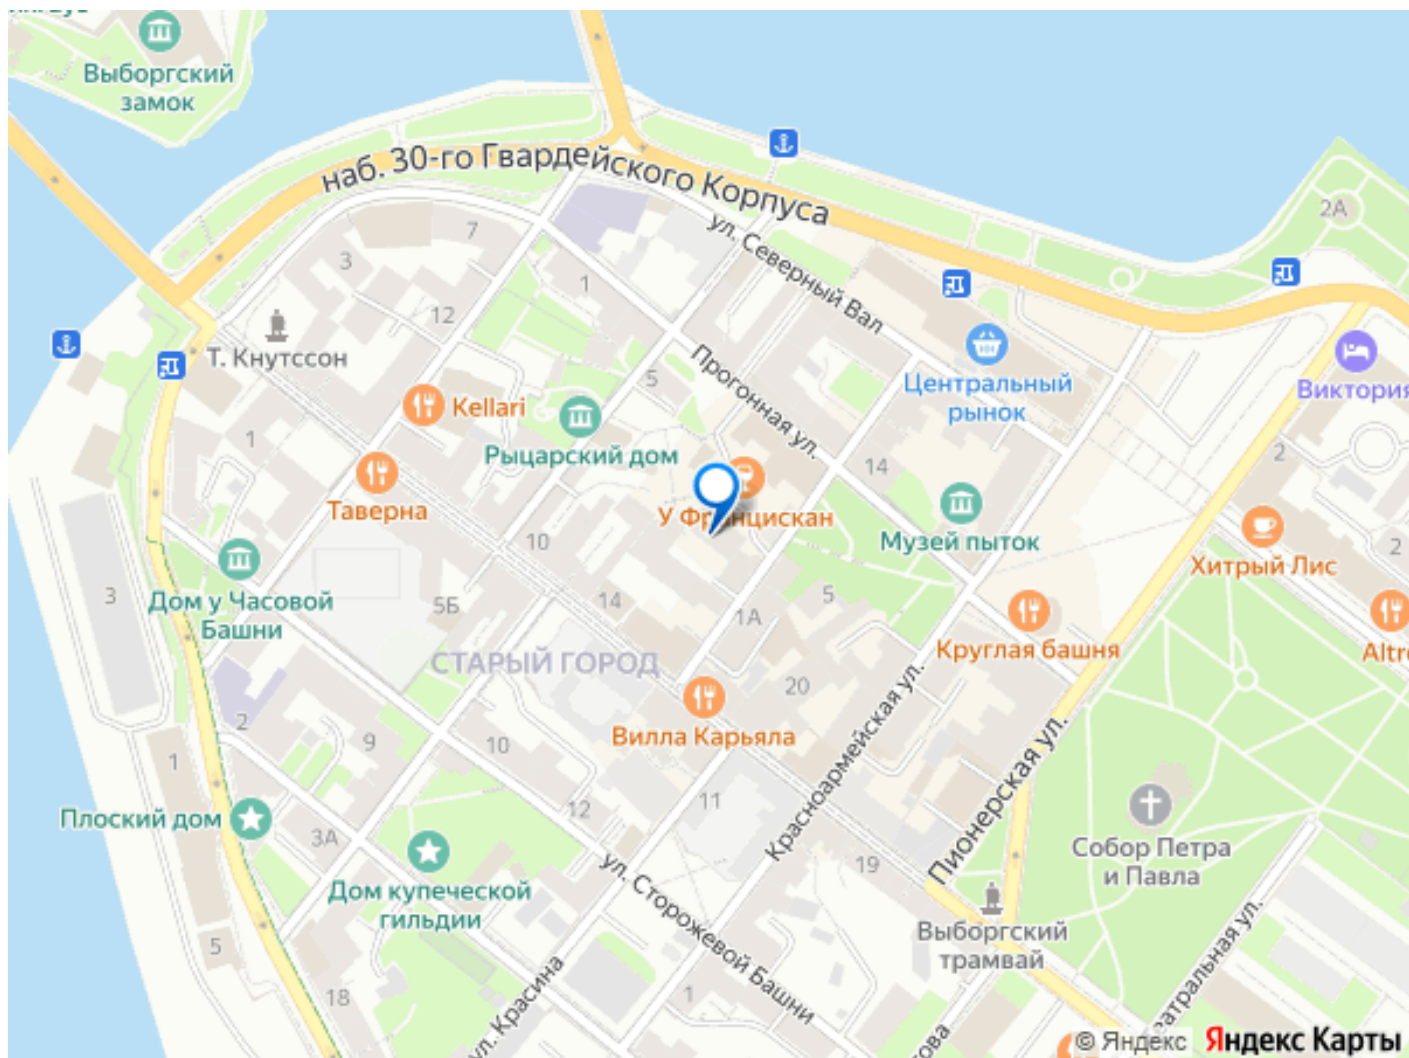 Выборгский
замок
наб. 30-го Гвардейского Корпуса
2А
ул. Северный Вал
7
3
1
12
Т. Кнутссон
Прогонная ул.
Центральный
рынок
Виктория
Kellari
5
1
Рыцарский дом
14
2
Таверна
У Францискан
Музей пыток
10
2
Хитрый Лис
3
Дом у Часовой
Башни
5Б
14
1А
5
Круглая башня
Altro
СТАРЫЙ ГОРОД
20
2
Вилла Карьяла
9
10
Красноармейская ул.
Пионерская ул.
1
Плоский дом
12
11
3А
19
Собор Петра
и Павла
Дом купеческой
гильдии
ул. Сторожевой Башни
Выборгский
трамвай
5
18
1
ул. Красина
© Яндекс Яндекс Карты